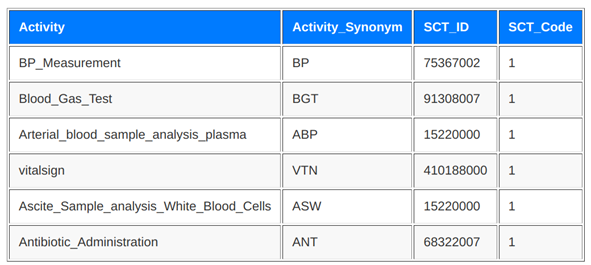 Activity Activity_Synonym SCT_ID SCT_Code
BP_Measurement BP 75367002 1
Blood_Gas_Test BGT 91308007 1
Arterial_blood_sample_analysis_plasma ABP 15220000 1
vitalsign VTN 410188000 1
Ascite_Sample_analysis_White_Blood_Cells ASW 15220000 1
Antibiotic_Administration ANT 68322007 1